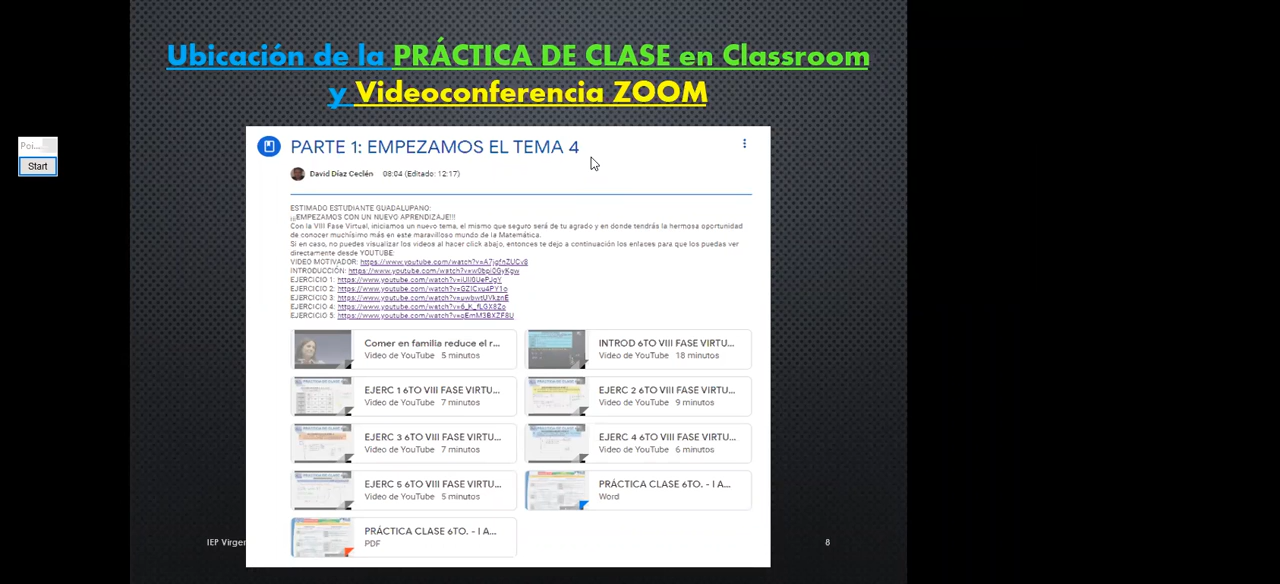 Ubicación de la PRÁCTICA DE CLASE en Classroom
y Videoconferencia ZOOM
Poi...
Start
PARTE 1: EMPEZAMOS EL TEMA 4
David Díaz Ceclén 08:04 (Editado: 12:17)
ESTIMADO ESTUDIANTE GUADALUPANO:
¡¡EMPEZAMOS CON UN NUEVO APRENDIZAJE!!!
Con la VIII Fase Virtual, iniciamos un nuevo tema, el mismo que seguro será de tu agrado y en donde tendrás la hermosa oportunidad
de conocer muchísimo más en este maravilloso mundo de la Matemática.
Si en caso, no puedes visualizar los videos al hacer click abajo, entonces te dejo a continuación los enlaces para que los puedas ver
directamente desde YOUTUBE:
VIDEO MOTIVADOR:
INTRODUCCIÓN:
EJERCICIO 1:
EJERCICIO 2:
EJERCICIO 3:
EJERCICIO 4:
EJERCICIO 5:
Comer en familia reduce el r...
Video de YouTube 5 minutos
INTROD 6TO VIII FASE VIRTU...
Video de YouTube 18 minutos
EJERC 1 6TO VIII FASE VIRTU...
Video de YouTube 7 minutos
EJERC 2 6TO VIII FASE VIRTU...
Video de YouTube 9 minutos
EJERC 3 6TO VIII FASE VIRTU...
Video de YouTube 7 minutos
EJERC 4 6TO VIII FASE VIRTU...
Video de YouTube 6 minutos
EJERC 5 6TO VIII FASE VIRTU...
Video de YouTube 5 minutos
PRÁCTICA CLASE 6TO. - I A...
Word
PRÁCTICA CLASE 6TO. - I A...
PDF
IEP Virge
8